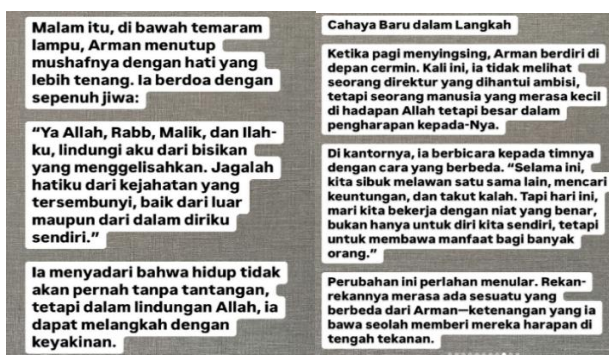 Malam itu, di bawah temaram
lampu, Arman menutup
mushafnya dengan hati yang
lebih tenang. Ia berdoa dengan
sepenuh jiwa:
“Ya Allah, Rabb, Malik, dan Ilah-
ku, lindungi aku dari bisikan
yang menggelisahkan. Jagalah
hatiku dari kejahatan yang
tersembunyi, baik dari luar
maupun dari dalam diriku
sendiri.”
Ia menyadari bahwa hidup tidak
akan pernah tanpa tantangan,
tetapi dalam lindungan Allah, ia
dapat melangkah dengan
keyakinan.
Cahaya Baru dalam Langkah
Ketika pagi menyingsing, Arman berdiri di
depan cermin. Kali ini, ia tidak melihat
seorang direktur yang dihantui ambisi,
tetapi seorang manusia yang merasa kecil
di hadapan Allah tetapi besar dalam
pengharapan kepada-Nya.
Di kantornya, ia berbicara kepada timnya
dengan cara yang berbeda. “Selama ini,
kita sibuk melawan satu sama lain, mencari
keuntungan, dan takut kalah. Tapi hari ini,
mari kita bekerja dengan niat yang benar,
bukan hanya untuk diri kita sendiri, tetapi
untuk membawa manfaat bagi banyak
orang.”
Perubahan ini perlahan menular. Rekan-
rekannya merasa ada sesuatu yang
berbeda dari Arman—ketenangan yang ia
bawa seolah memberi mereka harapan di
tengah tekanan.